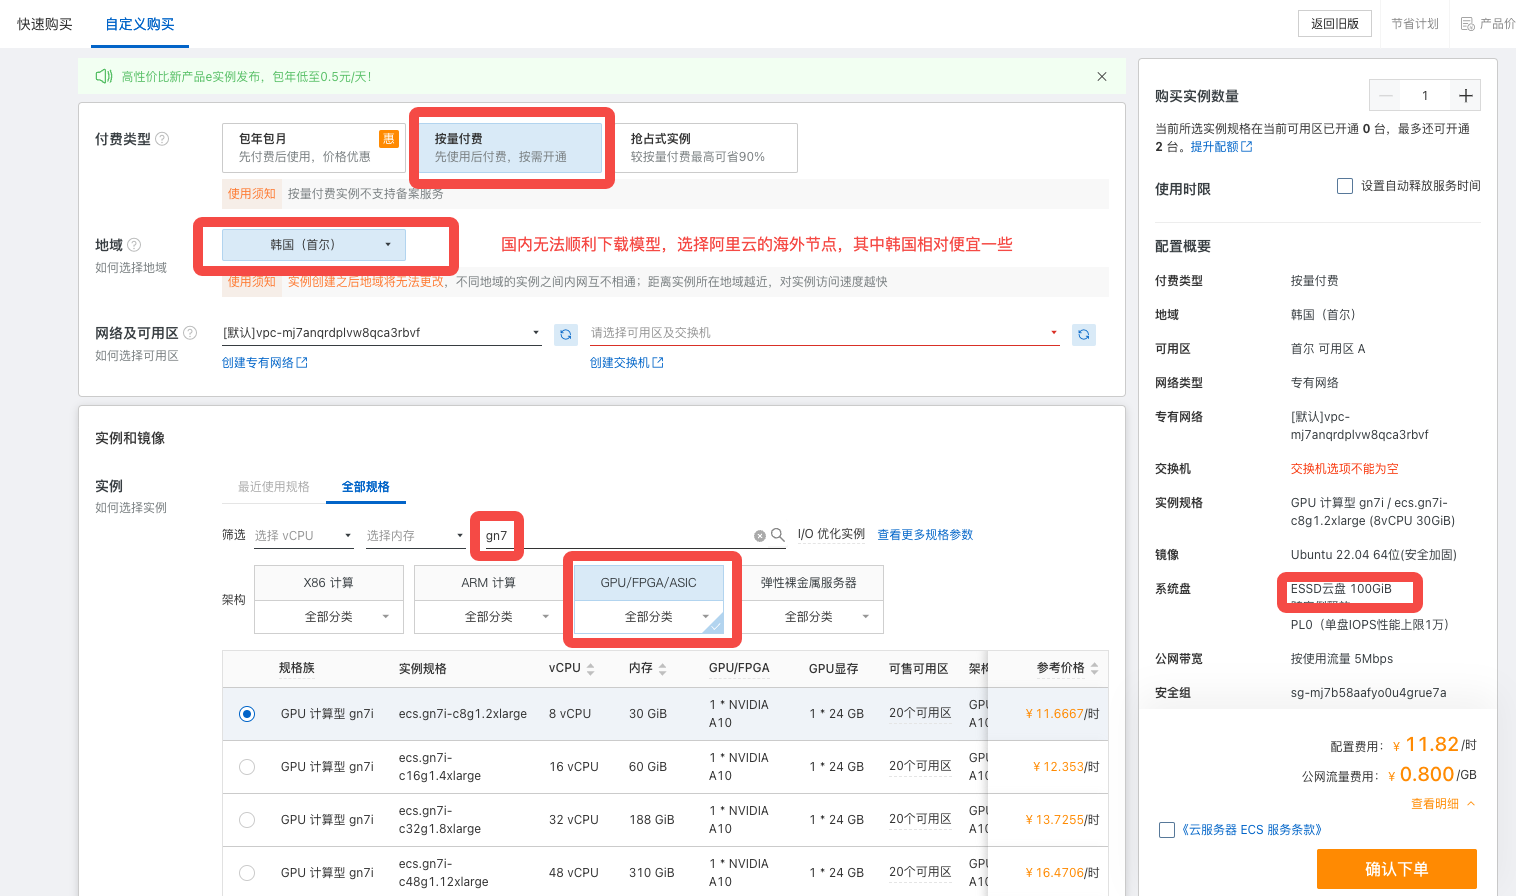 快速购买
自定义购买
返回旧版
节省计划
产品价
高性价比新产品e实例发布，包年低至0.5元/天！
付费类型
包年包月
惠
先付费后使用，价格优惠
按量付费
先使用后付费，按需开通
抢占式实例
较按量付费最高可省90%
使用须知
按量付费实例不支持备案服务
地域
如何选择地域
韩国（首尔）
国内无法顺利下载模型，选择阿里云的海外节点，其中韩国相对便宜一些
使用须知
实例创建之后地域将无法更改，不同地域的实例之间内网互不相通；距离实例所在地域越近，对实例访问速度越快
网络及可用区
如何选择可用区
[默认]vpc-mj7anqrdplvw8qca3rbvf
请选择可用区及交换机
创建专有网络
创建交换机
实例和镜像
实例
如何选择实例
最近使用规格
全部规格
筛选
选择 vCPU
选择内存
gn7
I/O 优化实例
查看更多规格参数
架构
X86 计算
全部分类
ARM 计算
全部分类
GPU/FPGA/ASIC
全部分类
弹性裸金属服务器
全部分类
规格族 实例规格 vCPU 内存 GPU/FPGA GPU显存 可售可用区 架构 参考价格
GPU 计算型 gn7i ecs.gn7i-c8g1.2xlarge 8 vCPU 30 GiB 1 * NVIDIA A10 1 * 24 GB 20个可用区 GPU A10 ¥ 11.6667/时
GPU 计算型 gn7i ecs.gn7i-c16g1.4xlarge 16 vCPU 60 GiB 1 * NVIDIA A10 1 * 24 GB 20个可用区 GPU A10 ¥ 12.353/时
GPU 计算型 gn7i ecs.gn7i-c32g1.8xlarge 32 vCPU 188 GiB 1 * NVIDIA A10 1 * 24 GB 20个可用区 GPU A10 ¥ 13.7255/时
GPU 计算型 gn7i ecs.gn7i-c48g1.12xlarge 48 vCPU 310 GiB 1 * NVIDIA A10 1 * 24 GB 20个可用区 GPU A10 ¥ 16.4706/时
购买实例数量
1
当前所选实例规格在当前可用区已开通 0 台，最多还可开通
2 台。提升配额
使用时限
设置自动释放服务时间
配置概要
付费类型 按量付费
地域 韩国（首尔）
可用区 首尔 可用区 A
网络类型 专有网络
专有网络 [默认]vpc-
mj7anqrdplvw8qca3rbvf
交换机 交换机选项不能为空
实例规格 GPU 计算型 gn7i / ecs.gn7i-
c8g1.2xlarge (8vCPU 30GiB)
镜像 Ubuntu 22.04 64位(安全加固)
系统盘 ESSD云盘 100GiB
PL0（单盘IOPS性能上限1万）
公网带宽 按使用流量 5Mbps
安全组 sg-mj7b58aafyo0u4grue7a
配置费用： ¥ 11.82 /时
公网流量费用： ¥ 0.800 /GB
查看明细
《云服务器 ECS 服务条款》
确认下单